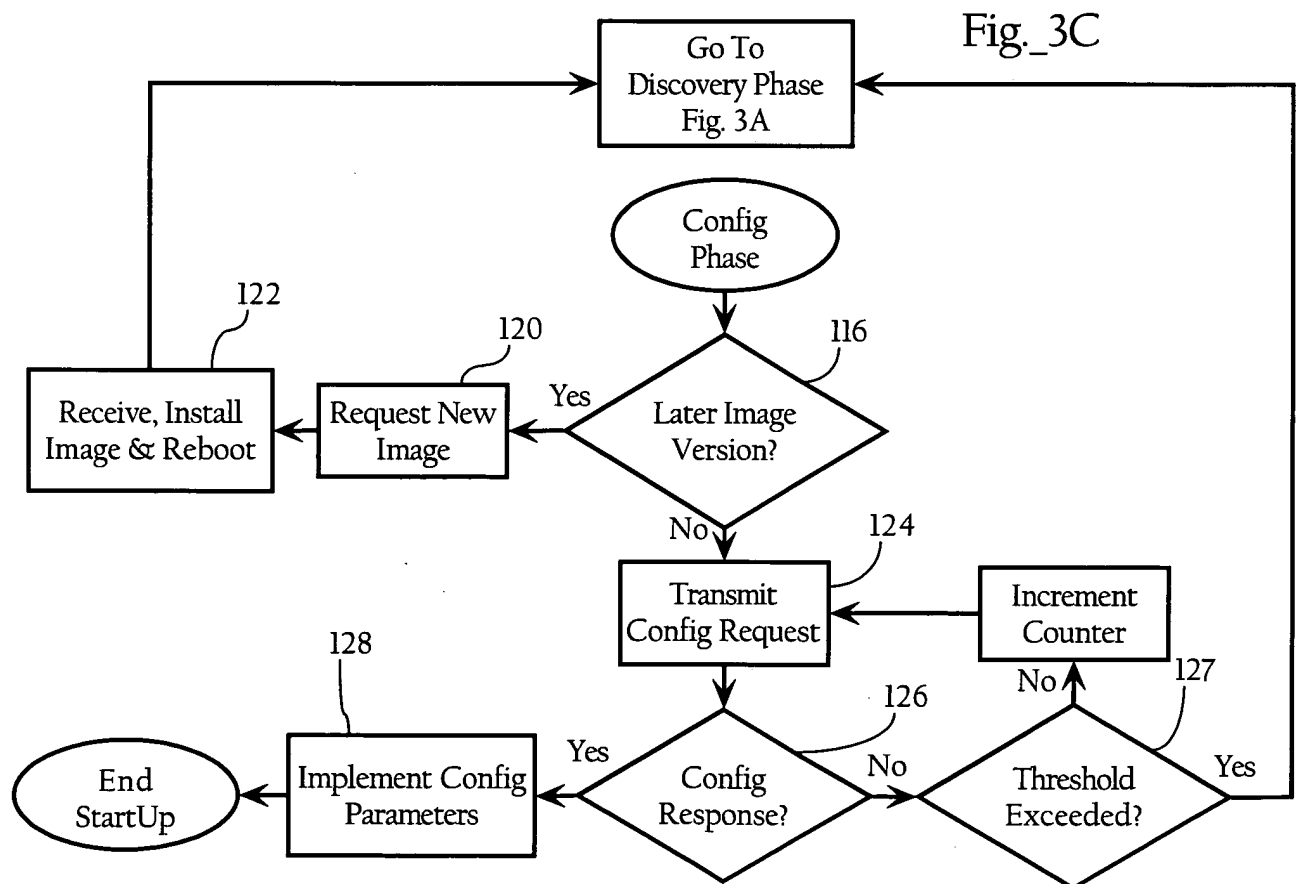 Fig._3C
Go To
Discovery Phase
Fig. 3A
Config
Phase
122
120
116
Receive, Install
Image & Reboot
Request New
Image
Yes
Later Image
Version?
No
124
Transmit
Config Request
Increment
Counter
128
126
No
127
End
StartUp
Implement Config
Parameters
Yes
Config
Response?
No
Threshold
Exceeded?
Yes